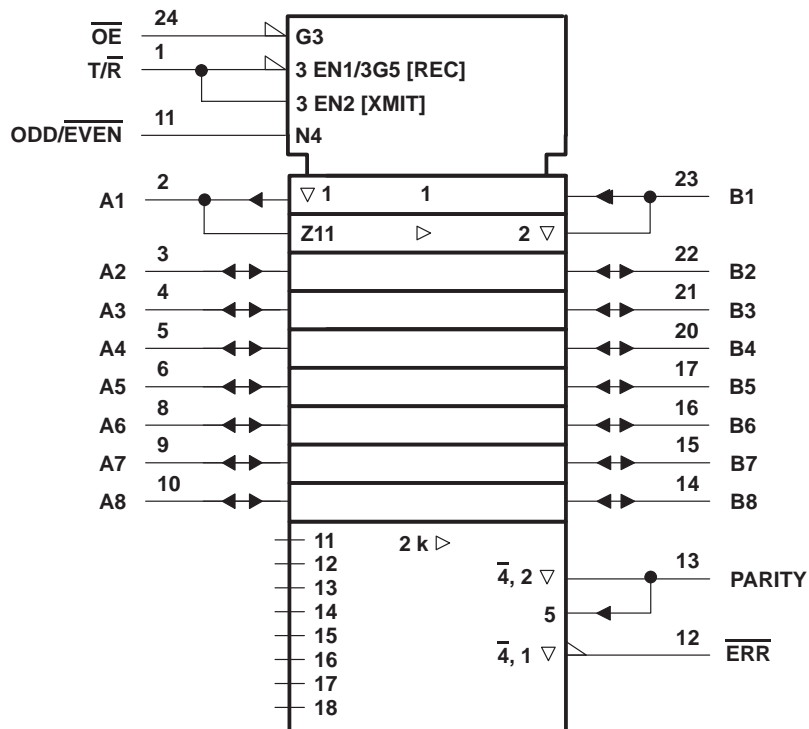 24
O̅E̅ G3
1
T/R̅ 3 EN1/3G5 [REC]
3 EN2 [XMIT]
11
ODD/E̅V̅E̅N̅ N4
2 23
A1 ▽ 1 1 B1
Z11 ▷ 2 ▽
3 22
A2 B2
4 21
A3 B3
5 20
A4 B4
6 17
A5 B5
8 16
A6 B6
9 15
A7 B7
10 14
A8 B8
11 2 k ▷
12 4̅, 2 ▽ 13 PARITY
13
14 5
15
16 4̅, 1 ▽ 12 E̅R̅R̅
17
18